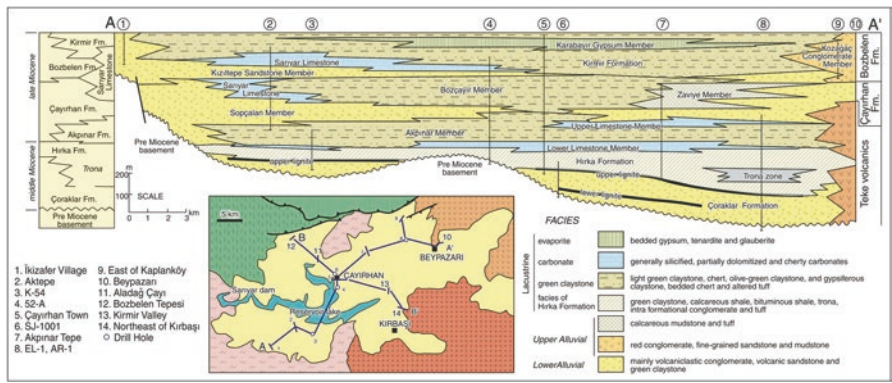 A
1
2
3
4
5
6
7
8
9
10
A'
late Miocene
middle Miocene
Kirmir Fm.
Bozbelen Fm.
Sarıyar Limestone
Çayırhan Fm.
Akpınar Fm.
Hırka Fm.
Trona
Çoraklar Fm.
Pre Miocene
basement
Karabasır Gypsum Member
Sarıyar Limestone
Kirmir Formation
Kızıltepe Sandstone Member
Kozağaç
Conglomerate
Member
Sarıyar
Limestone
Bozçayır Member
Zaviye Member
Sopçalan Member
Upper Limestone Member
Akpınar Member
Lower Limestone Member
Pre Miocene
basement
upper lignite
Pre Miocene
basement
Hırka Formation
upper lignite
Trona zone
lower lignite
Çoraklar Formation
Bozbelen
Fm.
Çayırhan
Fm.
Teke volcanics
m
200
100
SCALE
0 1 2 3
km
5 km
B
12
11
ÇAYIRHAN
10
A'
BEYPAZARI
Sarıyar dam
Reservoir lake
13
14
B'
KIRBAŞI
A
1. İkizafer Village
2. Aktepe
3. K-54
4. 52-A
5. Çayırhan Town
6. SJ-1001
7. Akpınar Tepe
8. EL-1, AR-1
9. East of Kaplanköy
10. Beypazarı
11. Aladağ Çayı
12. Bozbelen Tepesi
13. Kirmir Valley
14. Northeast of Kırbaşı
Drill Hole
FACIES
Lacustrine
evaporite
bedded gypsum, tenardite and glauberite
carbonate
generally silicified, partially dolomitized and cherty carbonates
green claystone
light green claystone, chert, olive-green claystone, and gypsiferous
claystone, bedded chert and altered tuff
facies of
Hırka Formation
green claystone, calcareous shale, bituminous shale, trona,
intra formational conglomerate and tuff
calcareous mudstone and tuff
Upper Alluvial
red conglomerate, fine-grained sandstone and mudstone
LowerAlluvial
mainly volcaniclastic conglomerate, volcanic sandstone and
green claystone